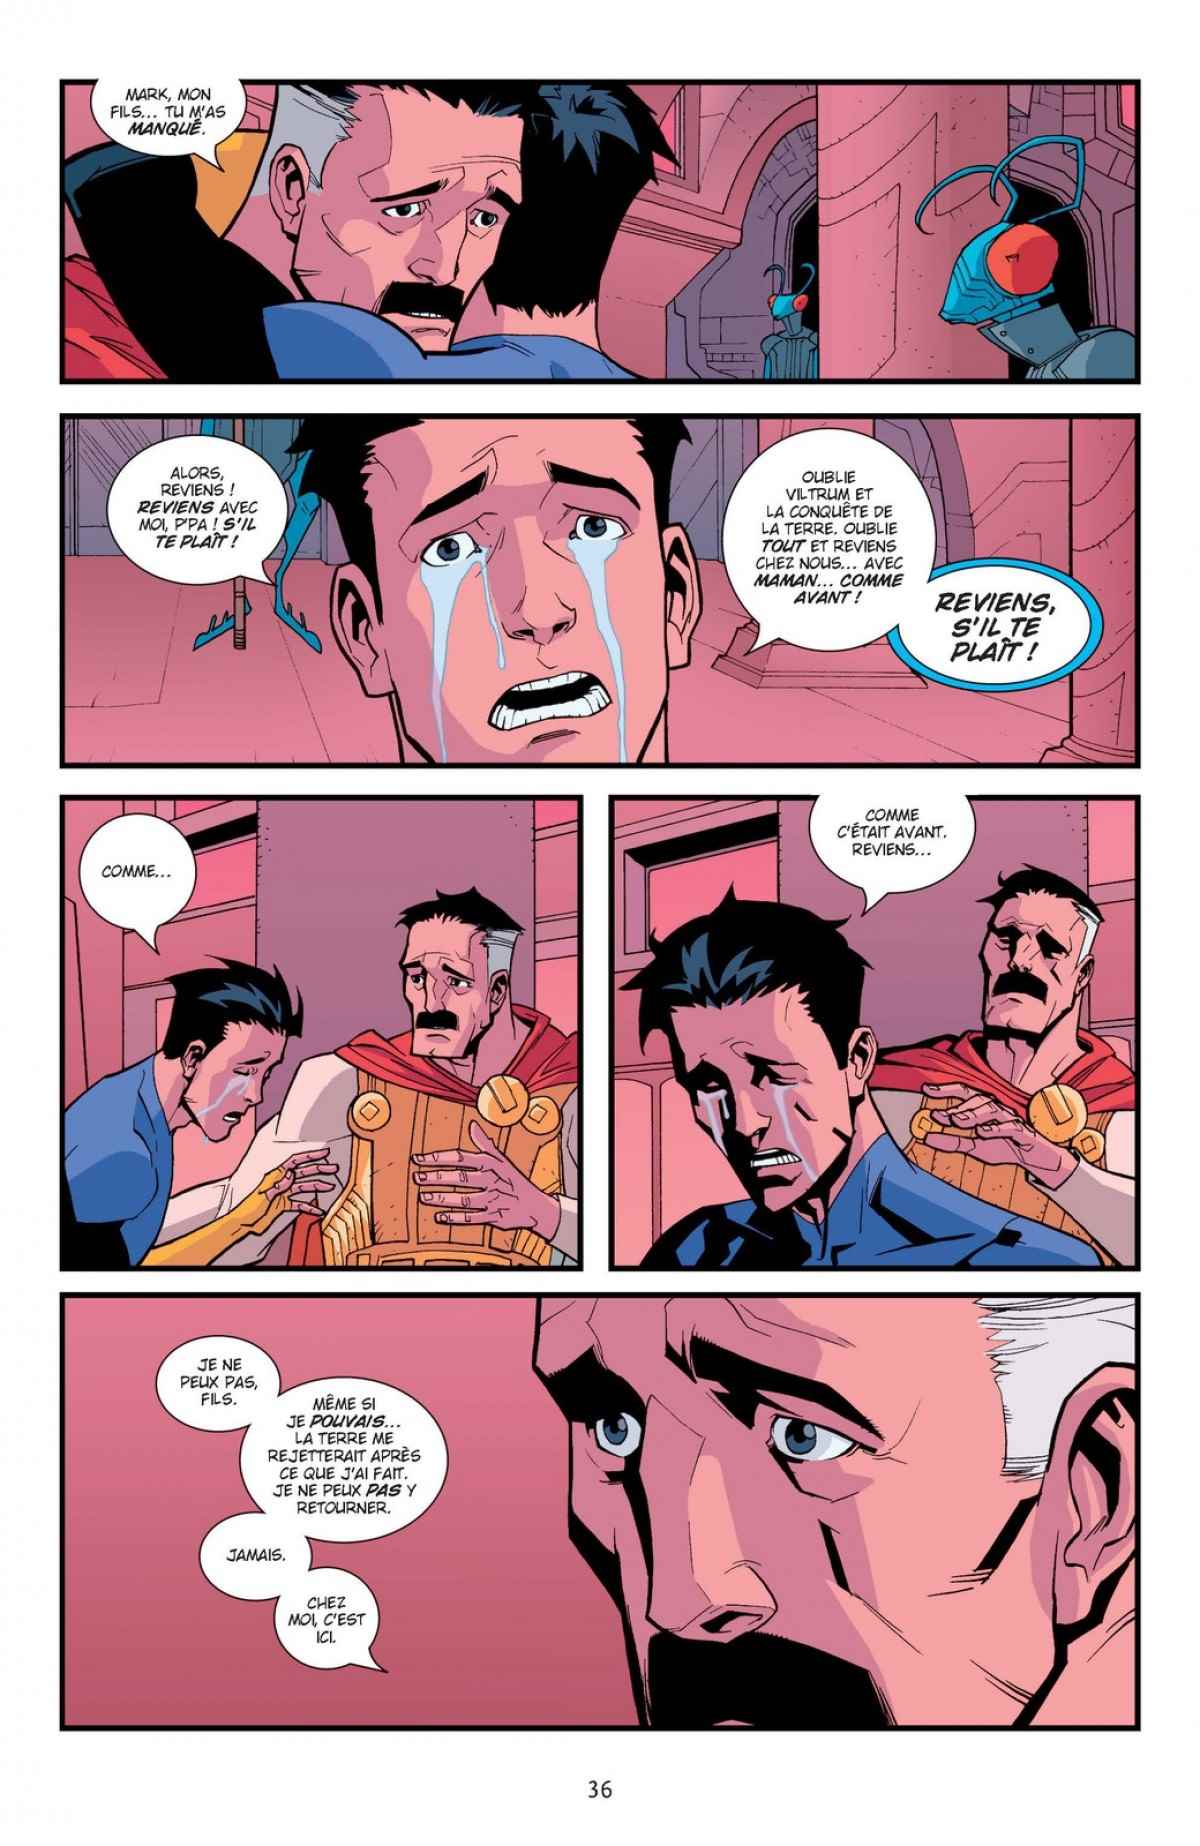 MARK, MON
FILS... TU M'AS
MANQUÉ.
ALORS,
REVIENS !
REVIENS AVEC
MOI, P'PA ! S'IL
TE PLAÎT !
OUBLIE
VILTRUM ET
LA CONQUÊTE DE
LA TERRE. OUBLIE
TOUT ET REVIENS
CHEZ NOUS... AVEC
MAMAN... COMME
AVANT !
REVIENS,
S'IL TE
PLAÎT !
COMME...
COMME
C'ÉTAIT AVANT.
REVIENS...
JE NE
PEUX PAS,
FILS.
MÊME SI
JE POUVAIS...
LA TERRE ME
REJETTERAIT APRÈS
CE QUE J'AI FAIT.
JE NE PEUX PAS Y
RETOURNER.
JAMAIS.
CHEZ
MOI, C'EST
ICI.
36